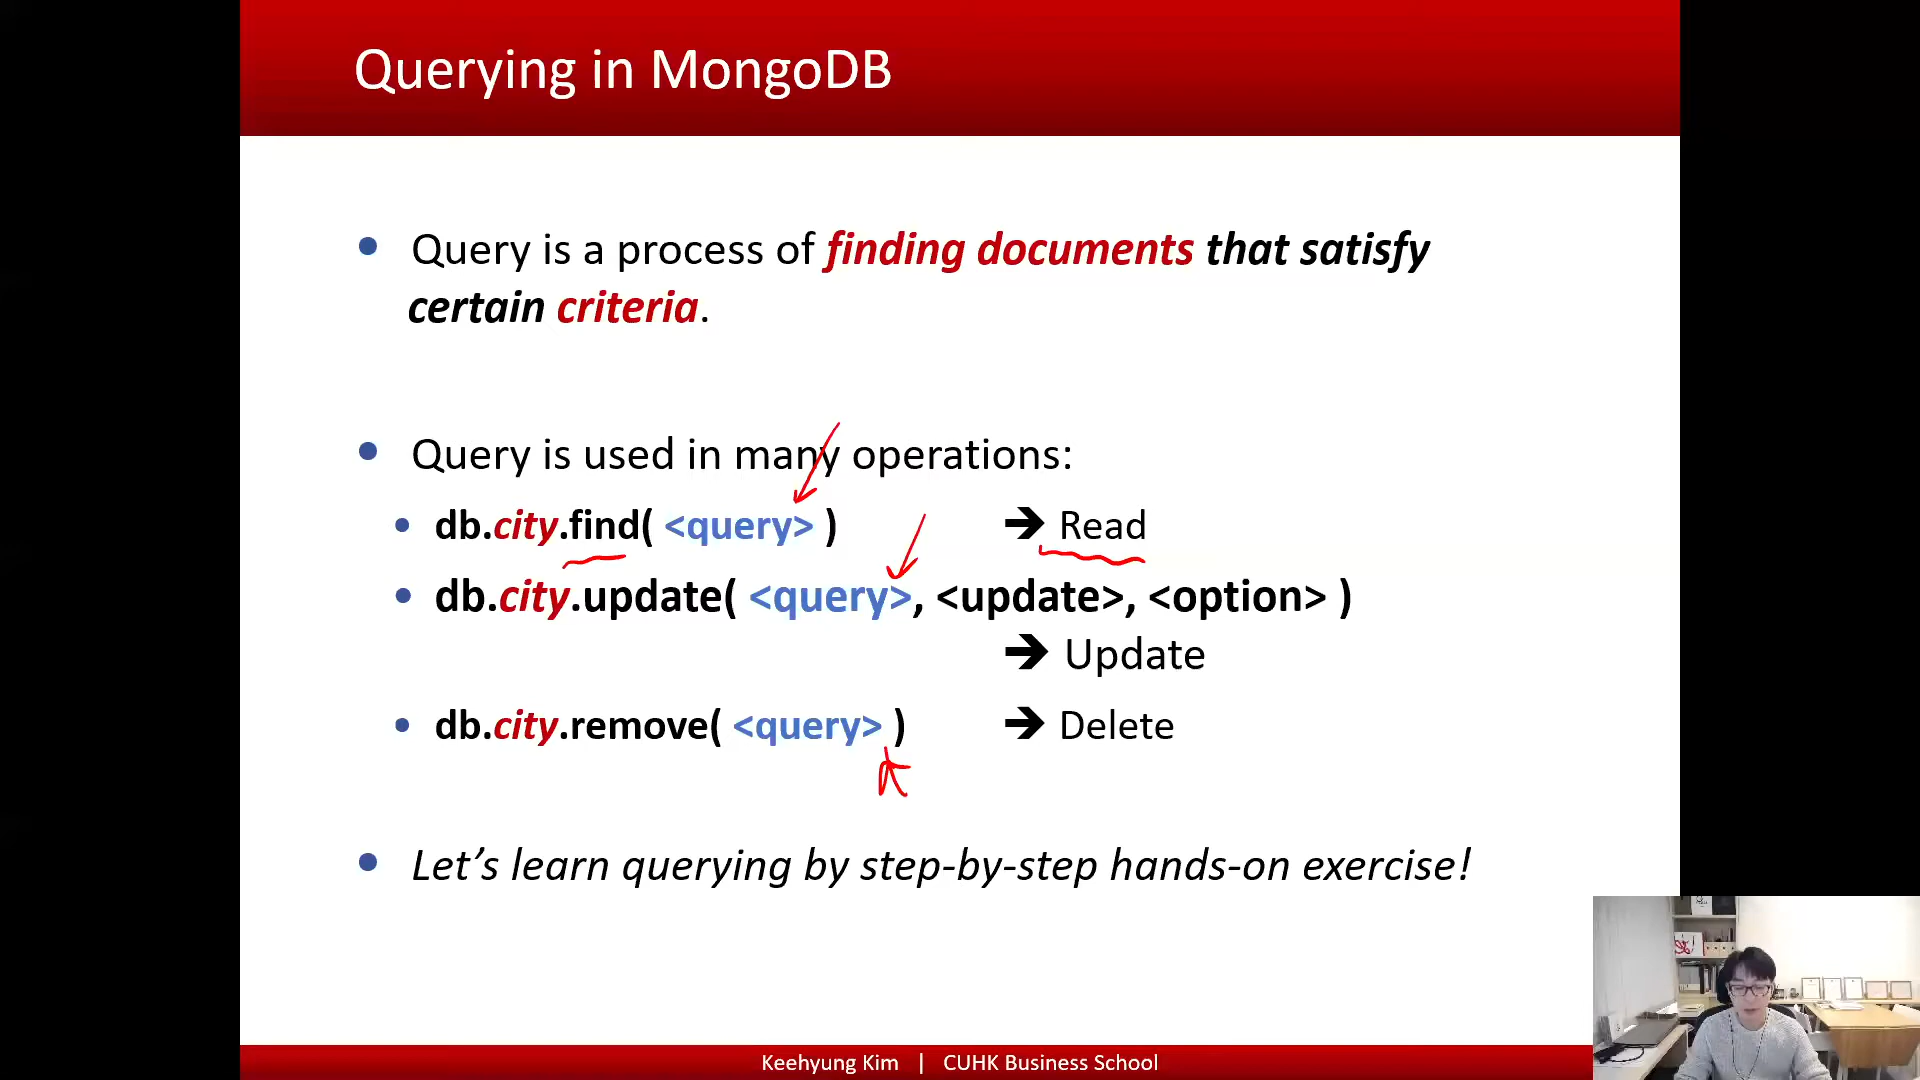 Querying in MongoDB
• Query is a process of finding documents that satisfy
certain criteria.
• Query is used in many operations:
• db.city.find( <query> ) ➔ Read
• db.city.update( <query>, <update>, <option> )
➔ Update
• db.city.remove( <query> ) ➔ Delete
• Let’s learn querying by step-by-step hands-on exercise!
Keehyung Kim | CUHK Business School